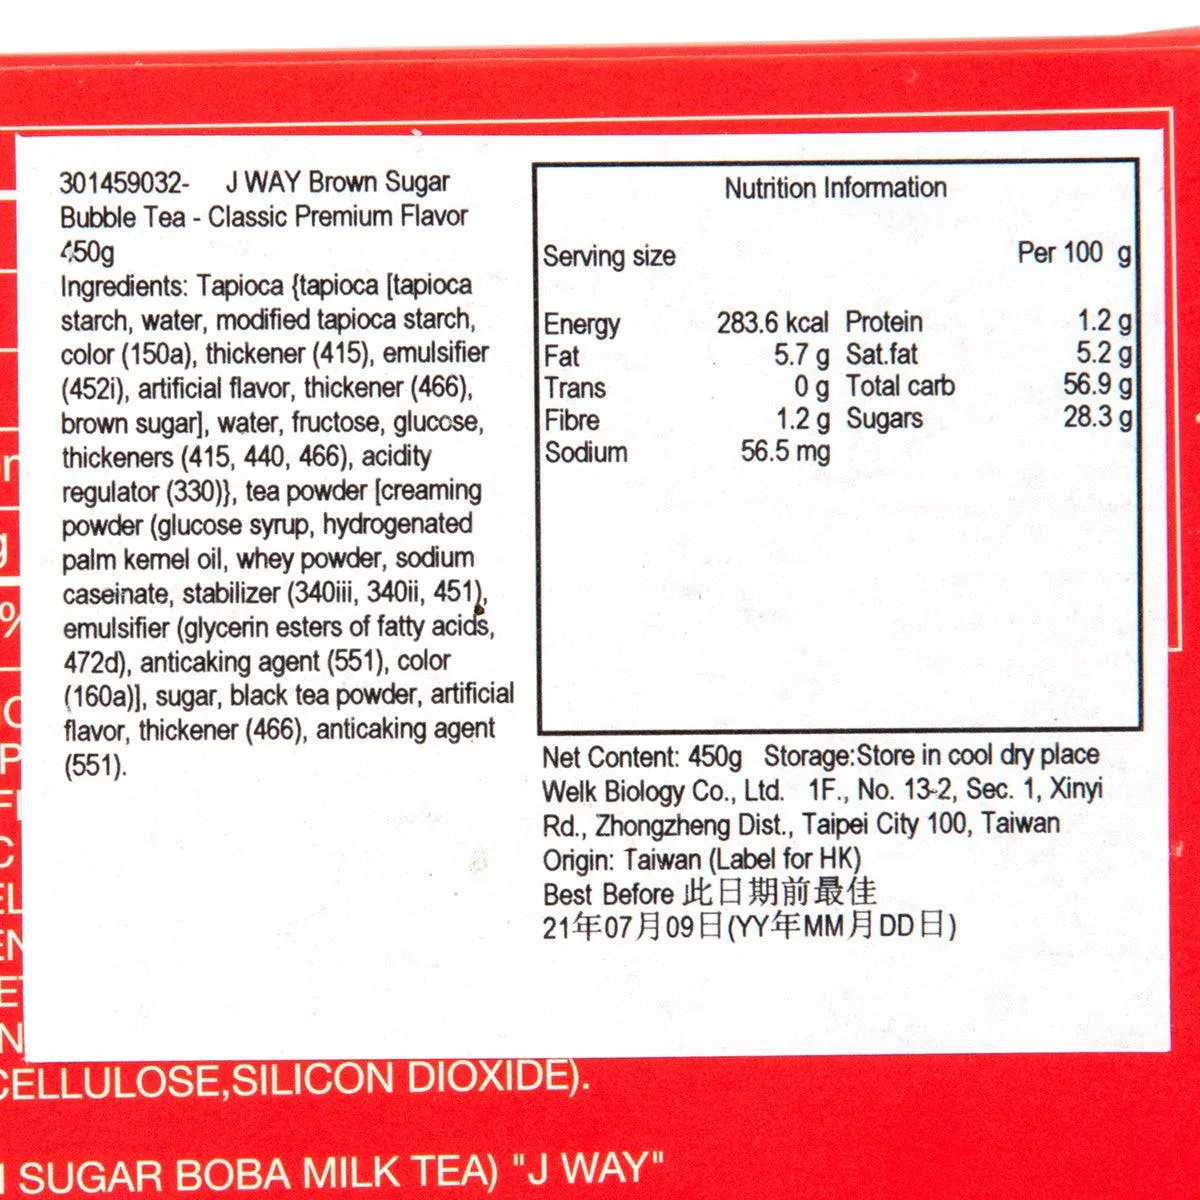 301459032- J WAY Brown Sugar
Bubble Tea - Classic Premium Flavor
450g
Ingredients: Tapioca {tapioca [tapioca
starch, water, modified tapioca starch,
color (150a), thickener (415), emulsifier
(452i), artificial flavor, thickener (466),
brown sugar], water, fructose, glucose,
thickeners (415, 440, 466), acidity
regulator (330)}, tea powder [creaming
powder (glucose syrup, hydrogenated
palm kernel oil, whey powder, sodium
caseinate, stabilizer (340iii, 340ii, 451),
emulsifier (glycerin esters of fatty acids,
472d), anticaking agent (551), color
(160a)], sugar, black tea powder, artificial
flavor, thickener (466), anticaking agent
(551).
Nutrition Information
Serving size Per 100 g
Energy 283.6 kcal Protein 1.2 g
Fat 5.7 g Sat.fat 5.2 g
Trans 0 g Total carb 56.9 g
Fibre 1.2 g Sugars 28.3 g
Sodium 56.5 mg
Net Content: 450g Storage:Store in cool dry place
Welk Biology Co., Ltd. 1F., No. 13-2, Sec. 1, Xinyi
Rd., Zhongzheng Dist., Taipei City 100, Taiwan
Origin: Taiwan (Label for HK)
Best Before 此日期前最佳
21年07月09日(YY年MM月DD日)
CELLULOSE,SILICON DIOXIDE).
SUGAR BOBA MILK TEA) "J WAY"